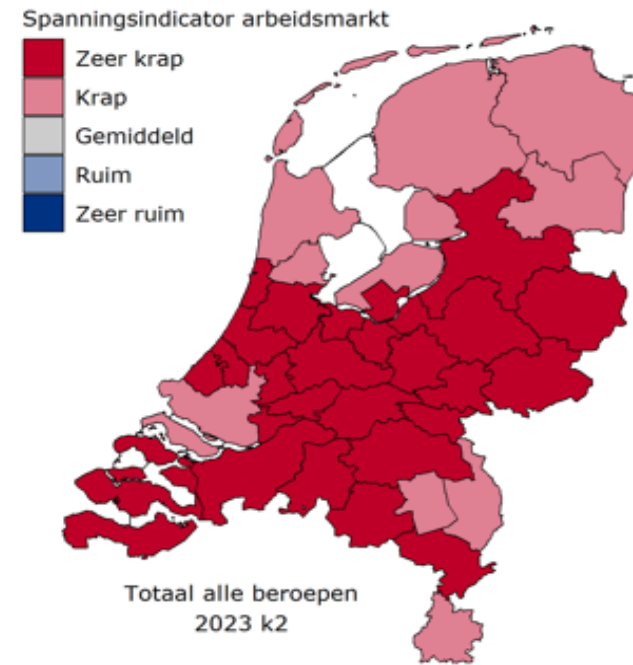 Spanningsindicator arbeidsmarkt
Zeer krap
Krap
Gemiddeld
Ruim
Zeer ruim
Totaal alle beroepen
2023 k2